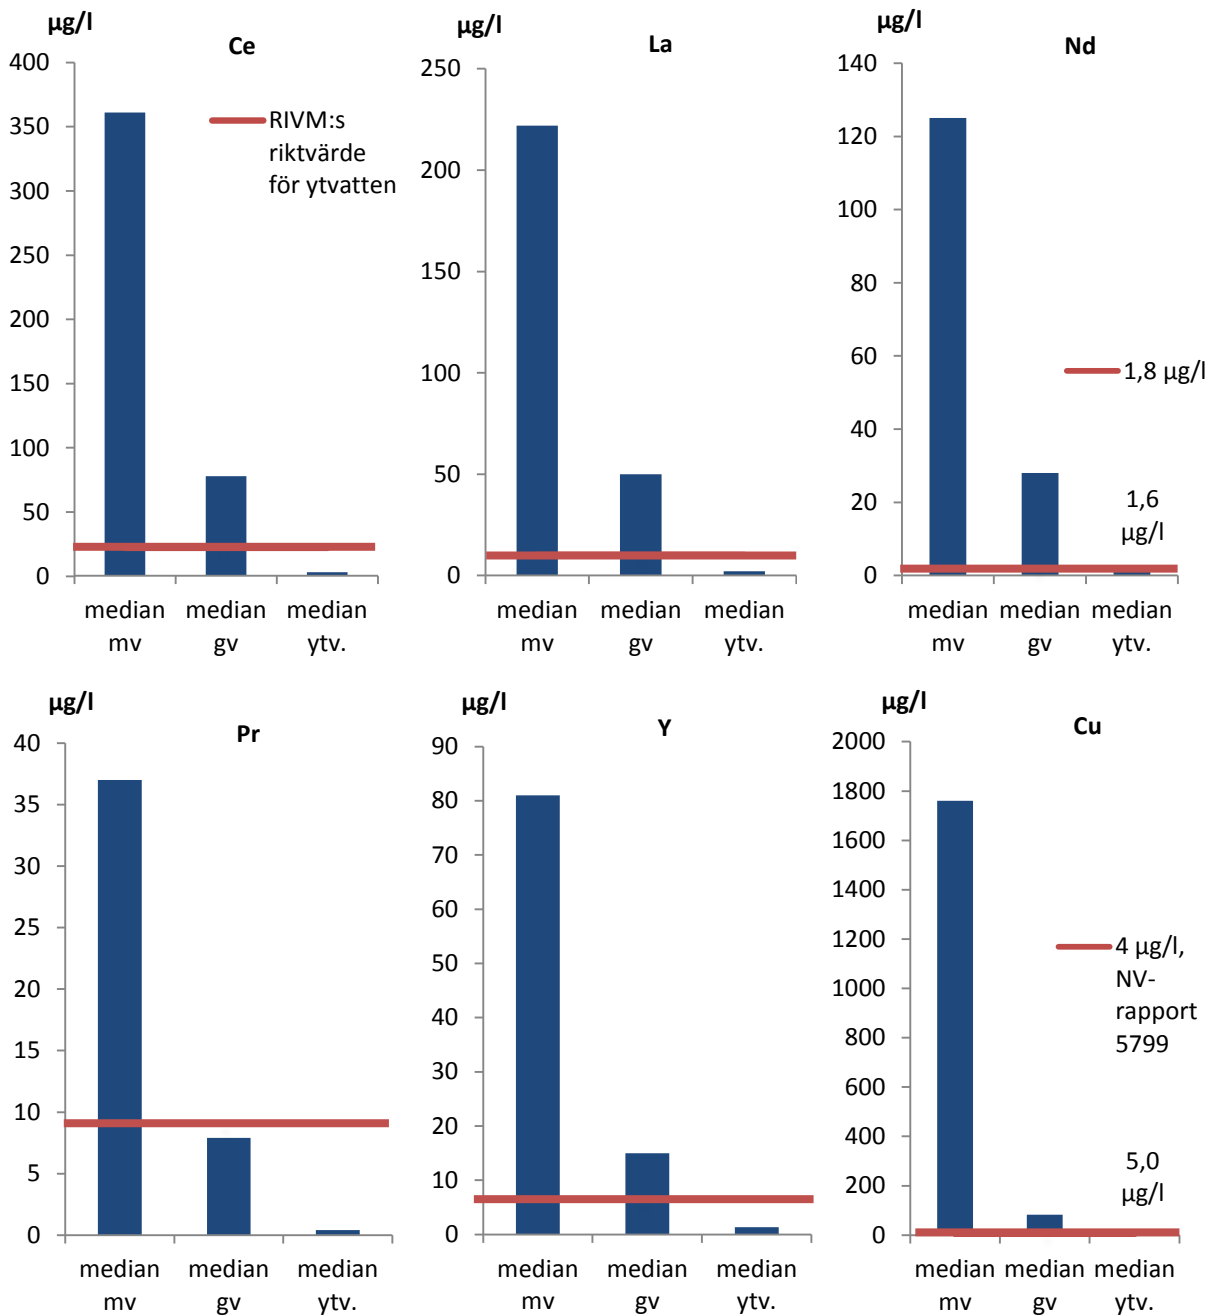 µg/l
Ce
400
350
300
250
200
150
100
50
0
RIVM:s
riktvärde
för ytvatten
median median median
mv gv ytv.
µg/l
La
250
200
150
100
50
0
median median median
mv gv ytv.
µg/l
Nd
140
120
100
80
60
40
20
0
1,8 µg/l
1,6
µg/l
median median median
mv gv ytv.
µg/l
Pr
40
35
30
25
20
15
10
5
0
median median median
mv gv ytv.
µg/l
Y
90
80
70
60
50
40
30
20
10
0
median median median
mv gv ytv.
µg/l
Cu
2000
1800
1600
1400
1200
1000
800
600
400
200
0
4 µg/l,
NV-
rapport
5799
5,0
µg/l
median median median
mv gv ytv.